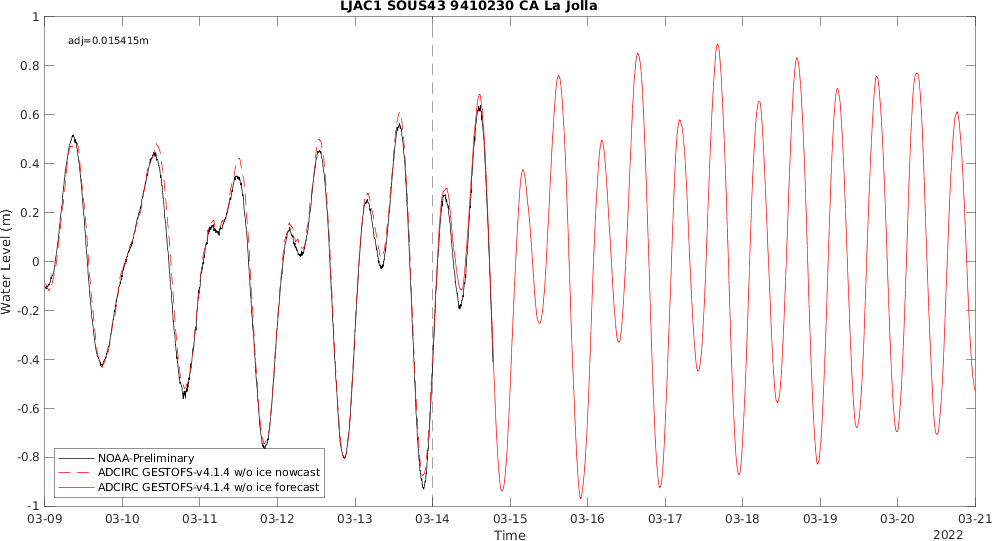 LJAC1 SOUS43 9410230 CA La Jolla
adj=0.015415m
1
0.8
0.6
0.4
0.2
0
-0.2
-0.4
-0.6
-0.8
-1
Water Level (m)
NOAA-Preliminary
ADCIRC GESTOFS-v4.1.4 w/o ice nowcast
ADCIRC GESTOFS-v4.1.4 w/o ice forecast
03-09 03-10 03-11 03-12 03-13 03-14 03-15 03-16 03-17 03-18 03-19 03-20 03-21
Time
2022